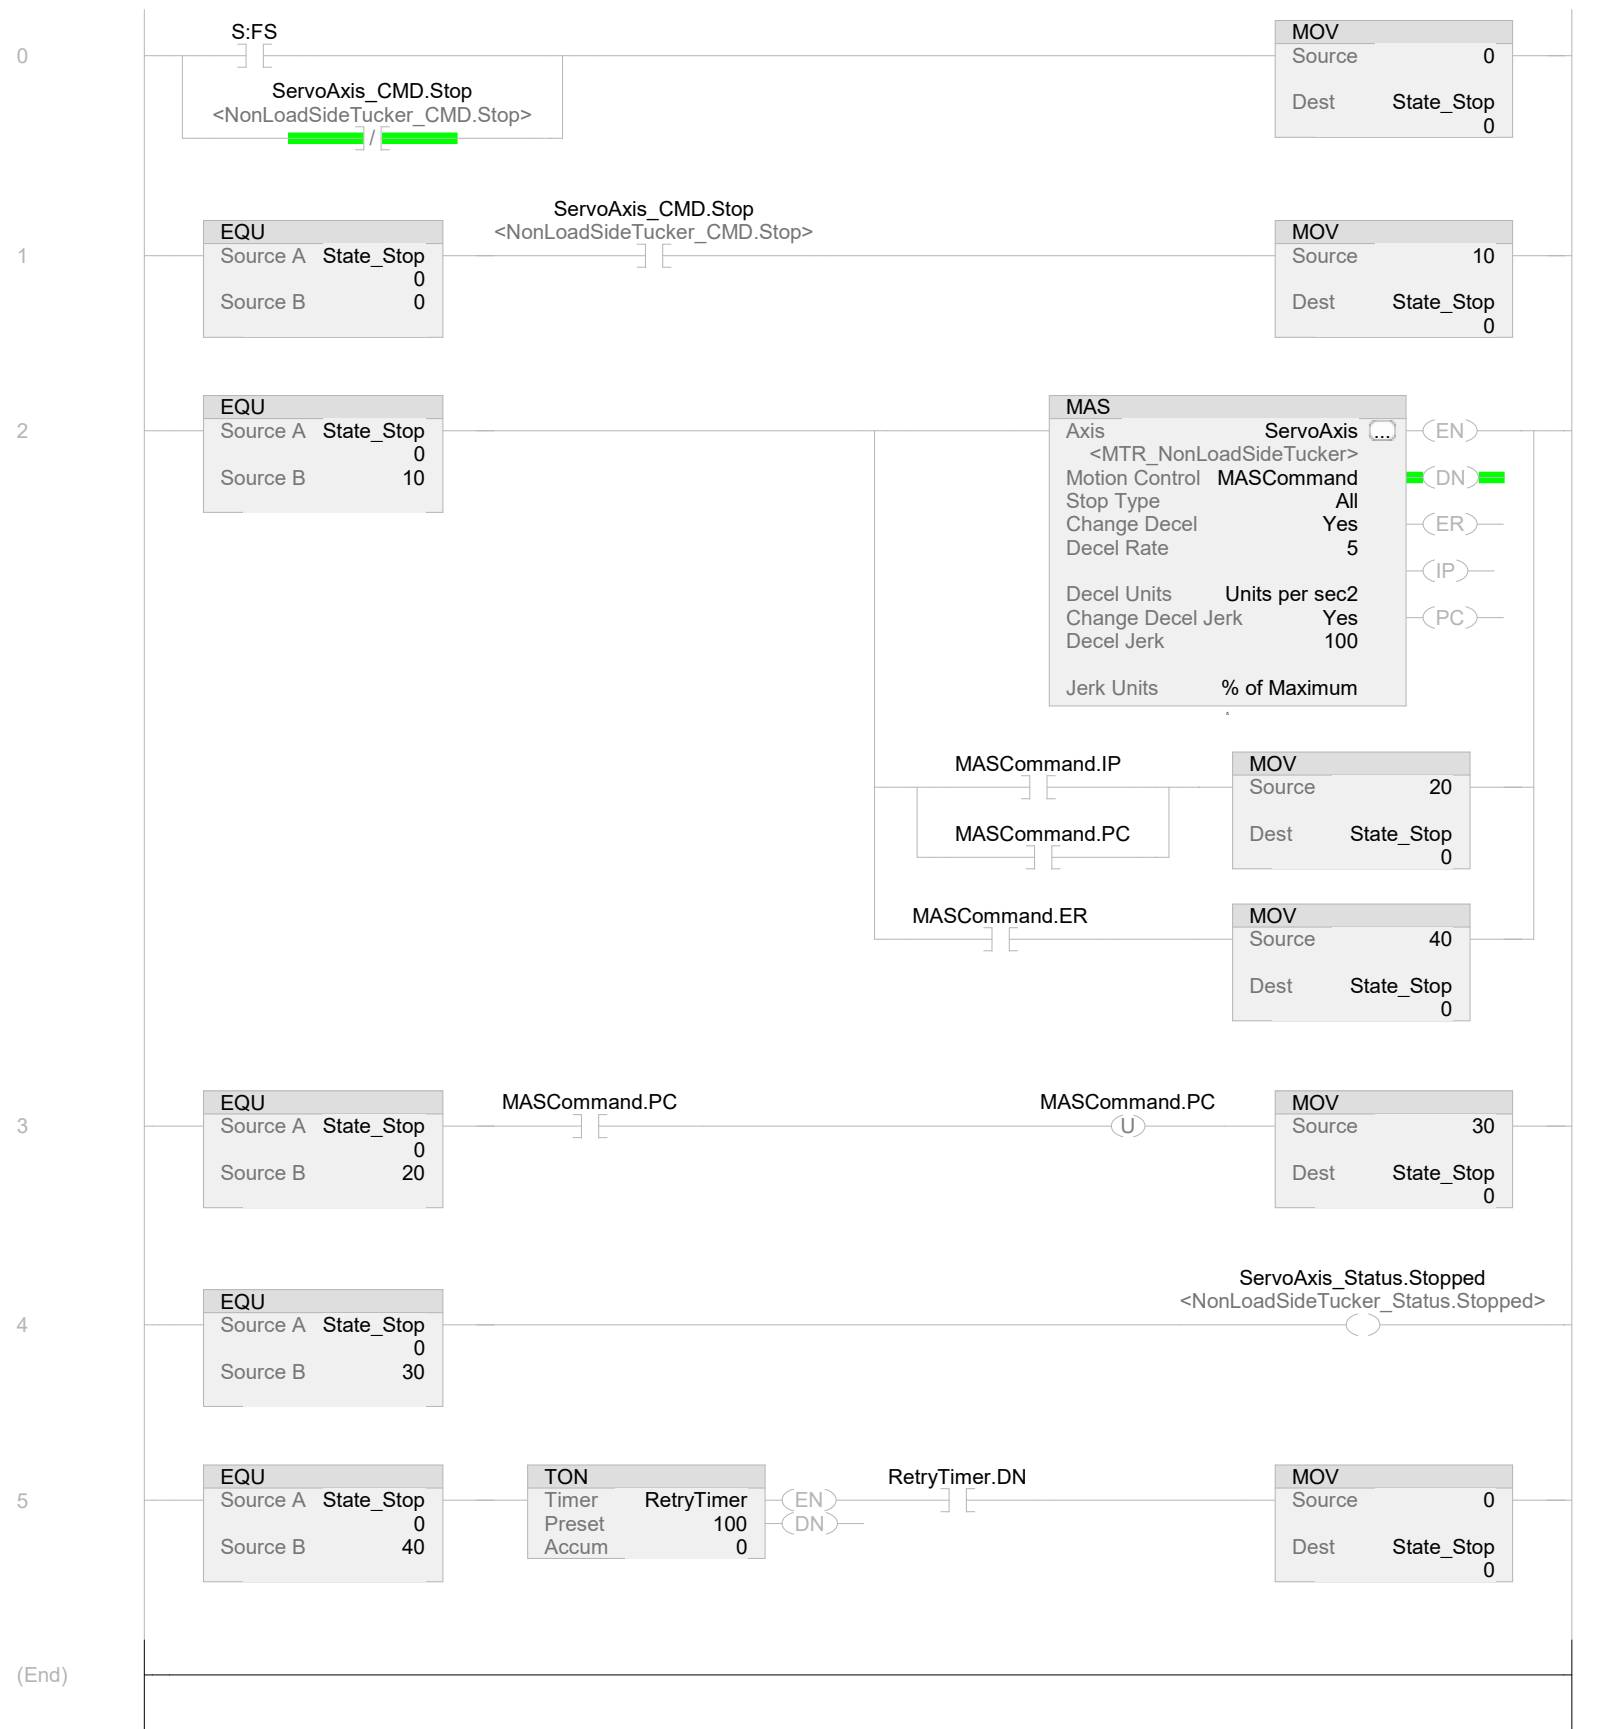 0
S:FS
ServoAxis_CMD.Stop
<NonLoadSideTucker_CMD.Stop>
/
MOV
Source 0
Dest State_Stop
0
1
EQU
Source A State_Stop
0
Source B 0
ServoAxis_CMD.Stop
<NonLoadSideTucker_CMD.Stop>
MOV
Source 10
Dest State_Stop
0
2
EQU
Source A State_Stop
0
Source B 10
MAS
Axis ServoAxis ...
<MTR_NonLoadSideTucker>
Motion Control MASCommand
Stop Type All
Change Decel Yes
Decel Rate 5
Decel Units Units per sec2
Change Decel Jerk Yes
Decel Jerk 100
Jerk Units % of Maximum
EN
DN
ER
IP
PC
MASCommand.IP
MASCommand.PC
MOV
Source 20
Dest State_Stop
0
MASCommand.ER
MOV
Source 40
Dest State_Stop
0
3
EQU
Source A State_Stop
0
Source B 20
MASCommand.PC
MASCommand.PC
U
MOV
Source 30
Dest State_Stop
0
4
EQU
Source A State_Stop
0
Source B 30
ServoAxis_Status.Stopped
<NonLoadSideTucker_Status.Stopped>
5
EQU
Source A State_Stop
0
Source B 40
TON
Timer RetryTimer
Preset 100
Accum 0
EN
DN
RetryTimer.DN
MOV
Source 0
Dest State_Stop
0
(End)